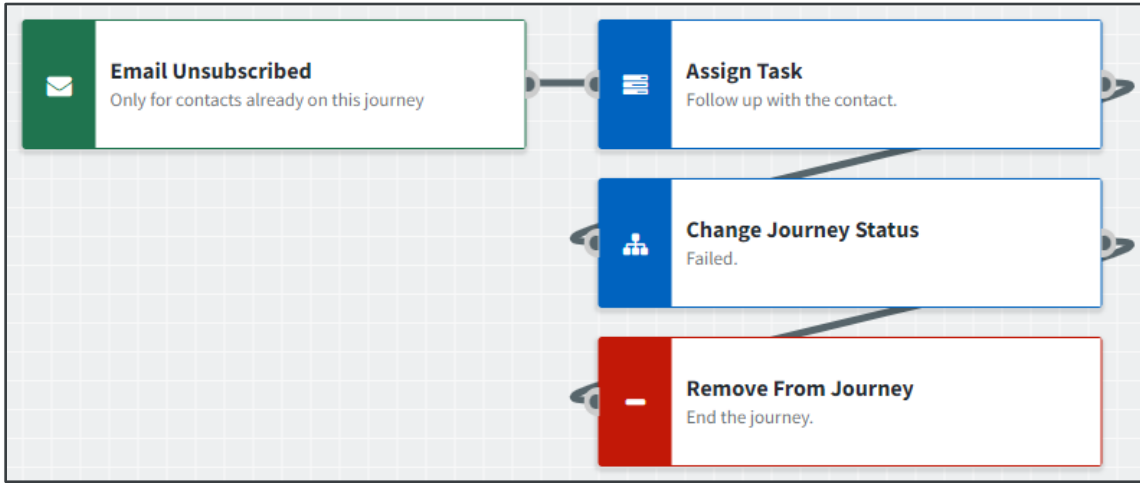 Email Unsubscribed
Only for contacts already on this journey
Assign Task
Follow up with the contact.
Change Journey Status
Failed.
Remove From Journey
End the journey.